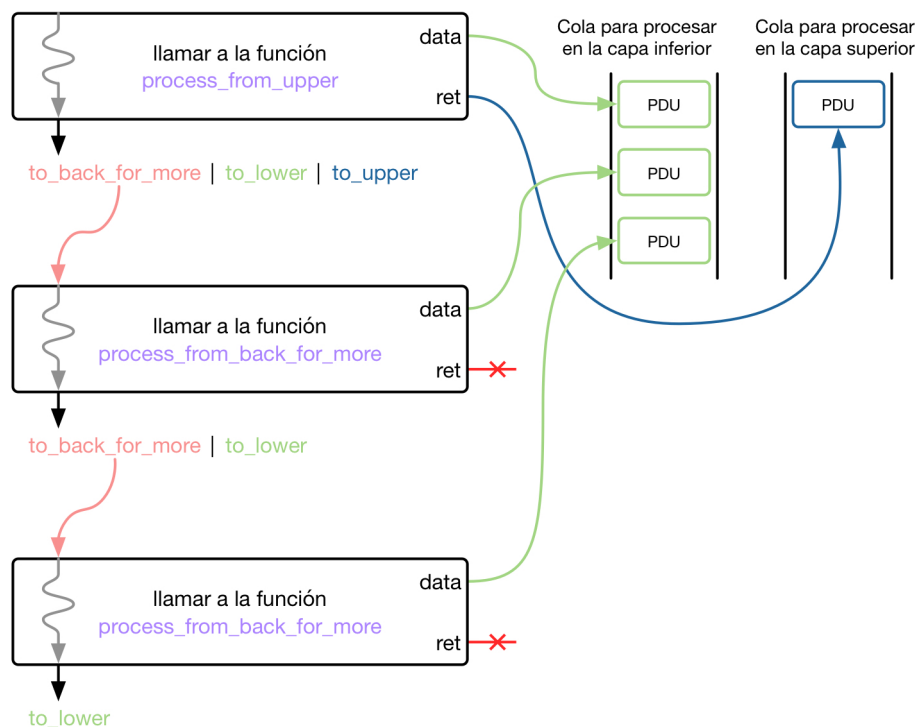 llamar a la función
process_from_upper
data
ret
to_back_for_more | to_lower | to_upper
Cola para procesar
en la capa inferior
PDU
PDU
PDU
Cola para procesar
en la capa superior
PDU
llamar a la función
process_from_back_for_more
data
ret
to_back_for_more | to_lower
llamar a la función
process_from_back_for_more
data
ret
to_lower